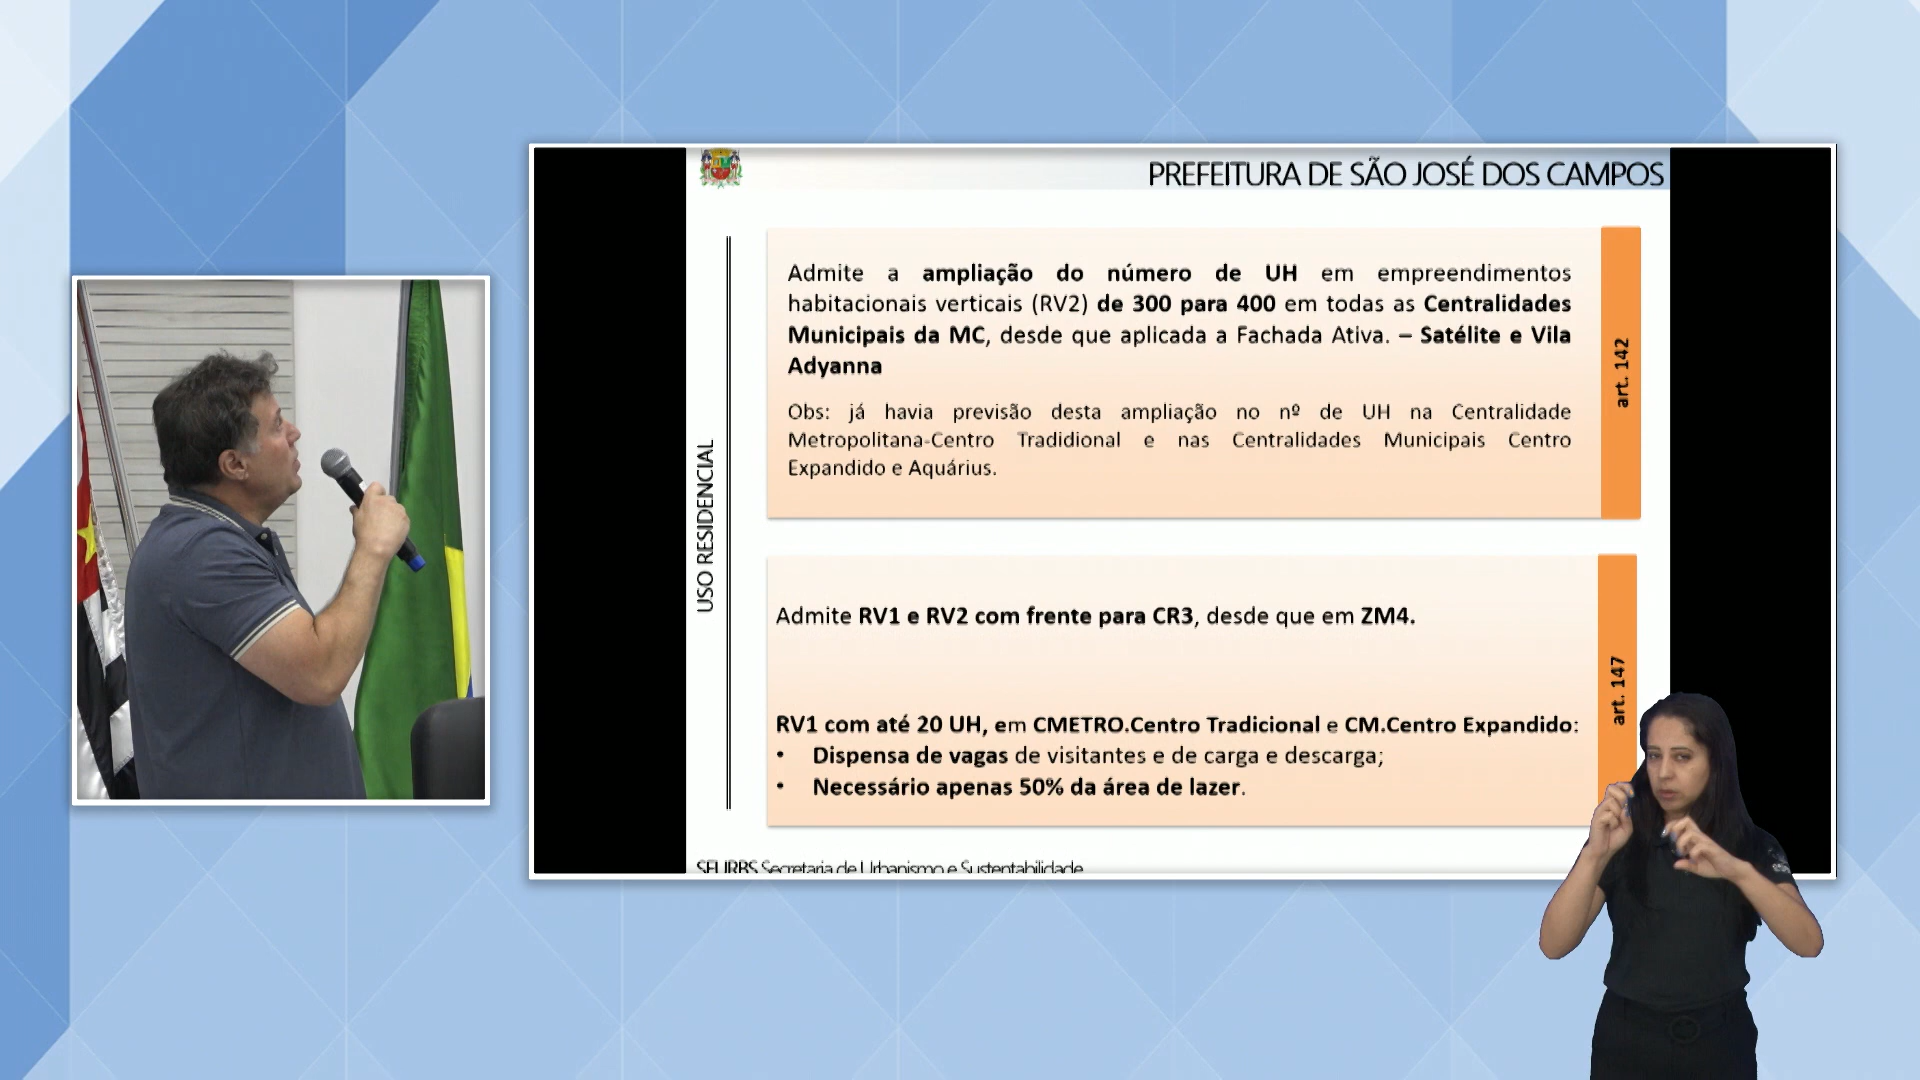 PREFEITURA DE SÃO JOSÉ DOS CAMPOS
USO RESIDENCIAL
Admite a ampliação do número de UH em empreendimentos
habitacionais verticais (RV2) de 300 para 400 em todas as Centralidades
Municipais da MC, desde que aplicada a Fachada Ativa. – Satélite e Vila
Adyanna
Obs: já havia previsão desta ampliação no nº de UH na Centralidade
Metropolitana-Centro Tradidional e nas Centralidades Municipais Centro
Expandido e Aquárius.
art. 142
Admite RV1 e RV2 com frente para CR3, desde que em ZM4.
RV1 com até 20 UH, em CMETRO.Centro Tradicional e CM.Centro Expandido:
• Dispensa de vagas de visitantes e de carga e descarga;
• Necessário apenas 50% da área de lazer.
art. 147
SEURBS Secretaria de Urbanismo e Sustentabilidade